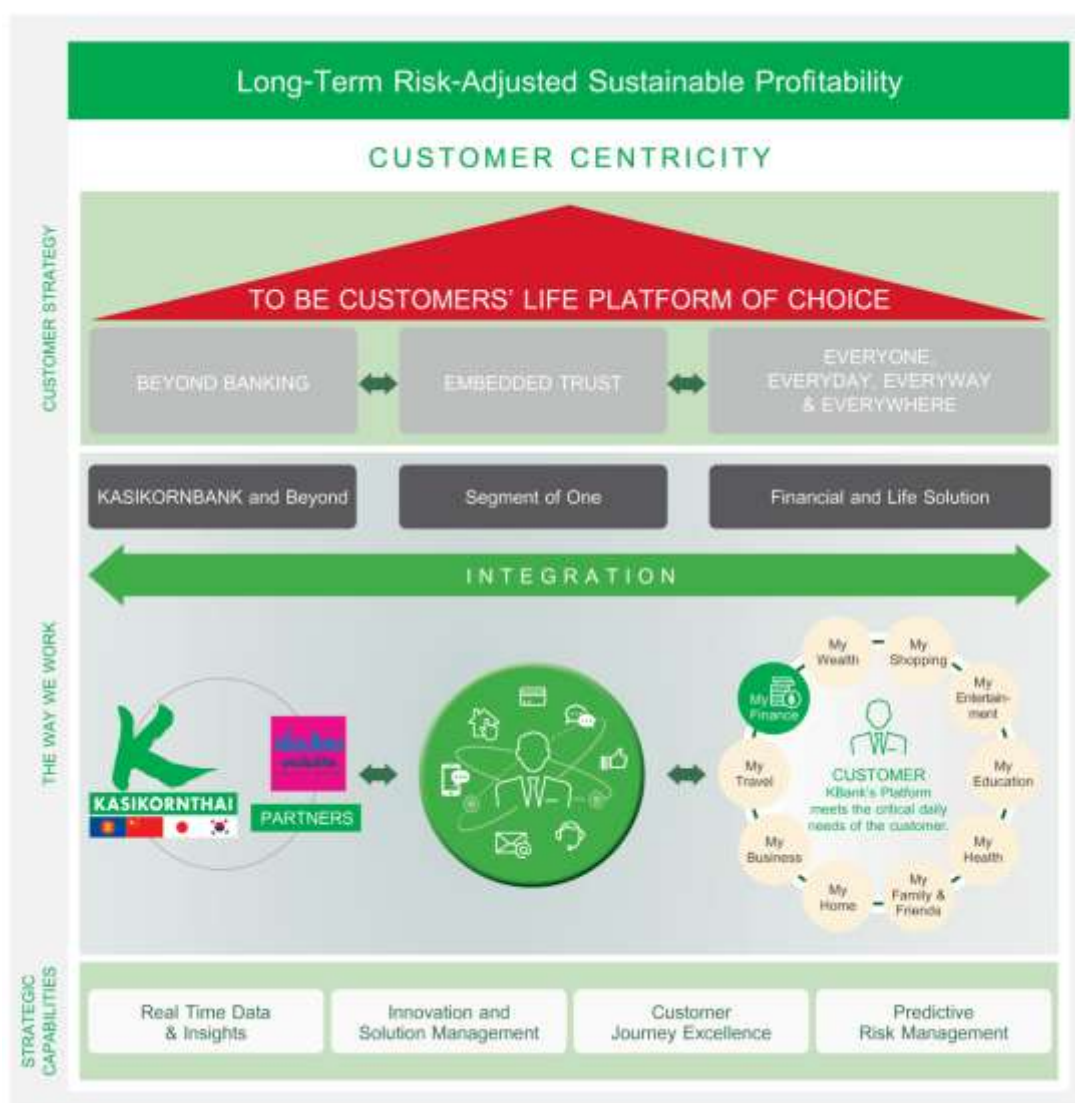 Long-Term Risk-Adjusted Sustainable Profitability
CUSTOMER CENTRICITY
CUSTOMER STRATEGY
TO BE CUSTOMERS' LIFE PLATFORM OF CHOICE
BEYOND BANKING
EMBEDDED TRUST
EVERYONE,
EVERYDAY, EVERYWAY
& EVERYWHERE
KASIKORNBANK and Beyond
Segment of One
Financial and Life Solution
INTEGRATION
THE WAY WE WORK
K
KASIKORNTHAI
PARTNERS
My
Wealth
My
Shopping
My
Entertain-
ment
My
Education
My
Health
My
Family &
Friends
My
Home
My
Business
My
Travel
My
Finance
CUSTOMER
KBank's Platform
meets the critical daily
needs of the customer.
STRATEGIC
CAPABILITIES
Real Time Data
& Insights
Innovation and
Solution Management
Customer
Journey Excellence
Predictive
Risk Management